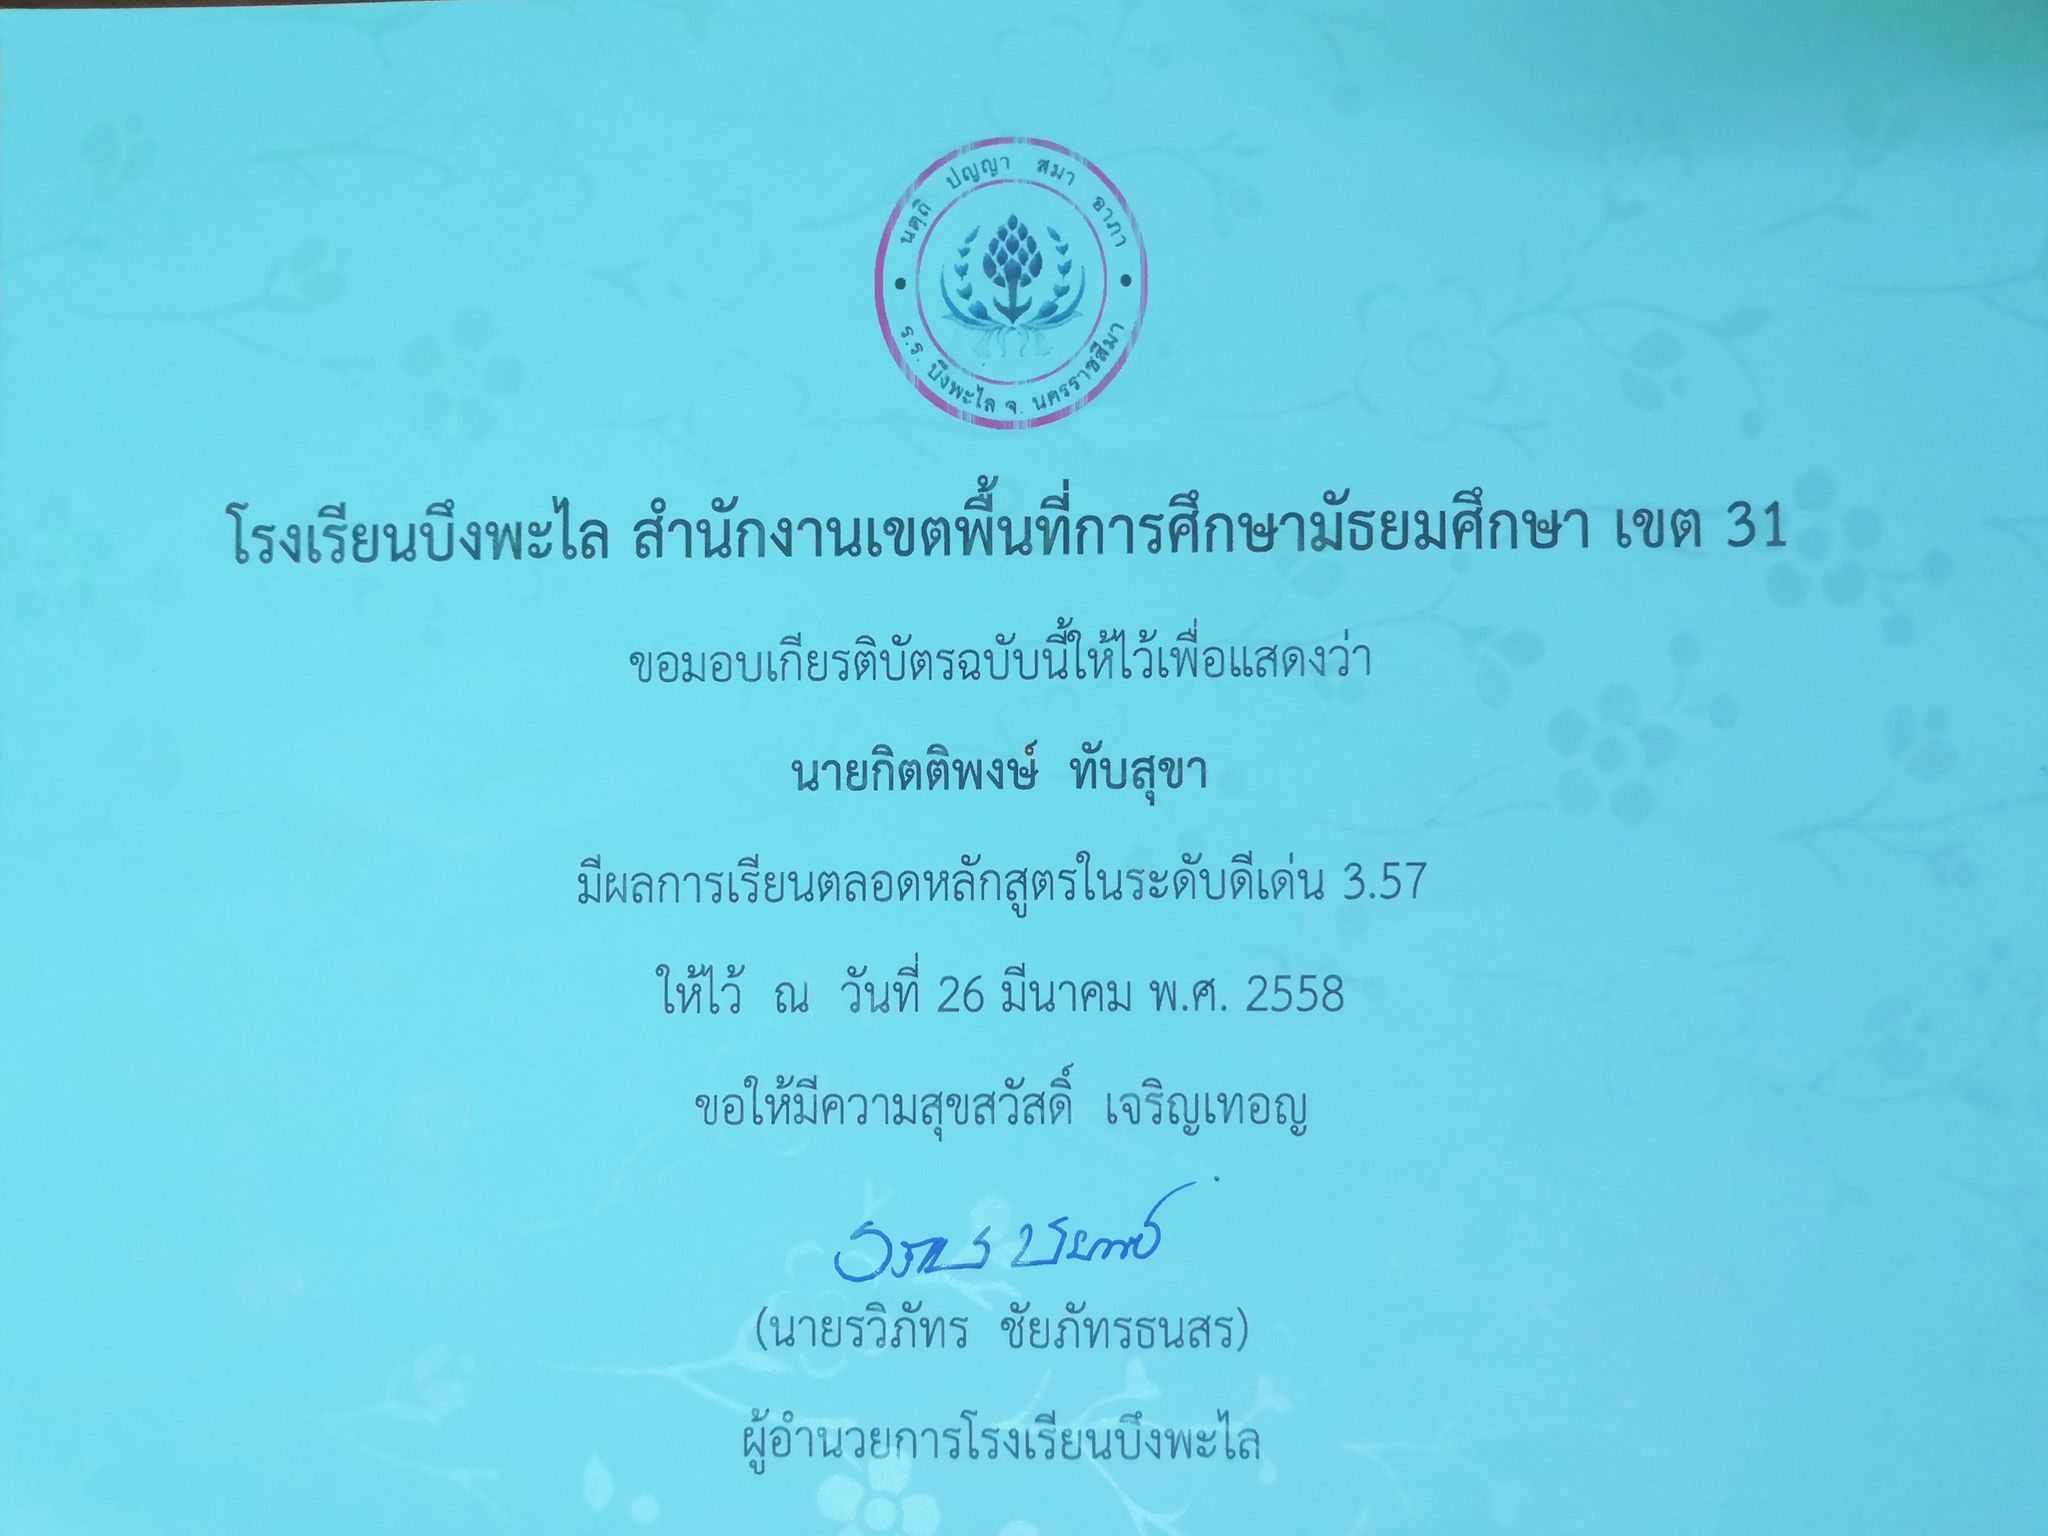 นตฺถิ ปญฺญา สมา อาภา
ร.ร. บึงพะไล จ. นครราชสีมา
โรงเรียนบึงพะไล สำนักงานเขตพื้นที่การศึกษามัธยมศึกษา เขต 31
ขอมอบเกียรติบัตรฉบับนี้ให้ไว้เพื่อแสดงว่า
นายกิตติพงษ์ ทับสุขา
มีผลการเรียนตลอดหลักสูตรในระดับดีเด่น 3.57
ให้ไว้ ณ วันที่ 26 มีนาคม พ.ศ. 2558
ขอให้มีความสุขสวัสดิ์ เจริญเทอญ
(นายรวิภัทร ชัยภัทรธนสร)
ผู้อำนวยการโรงเรียนบึงพะไล